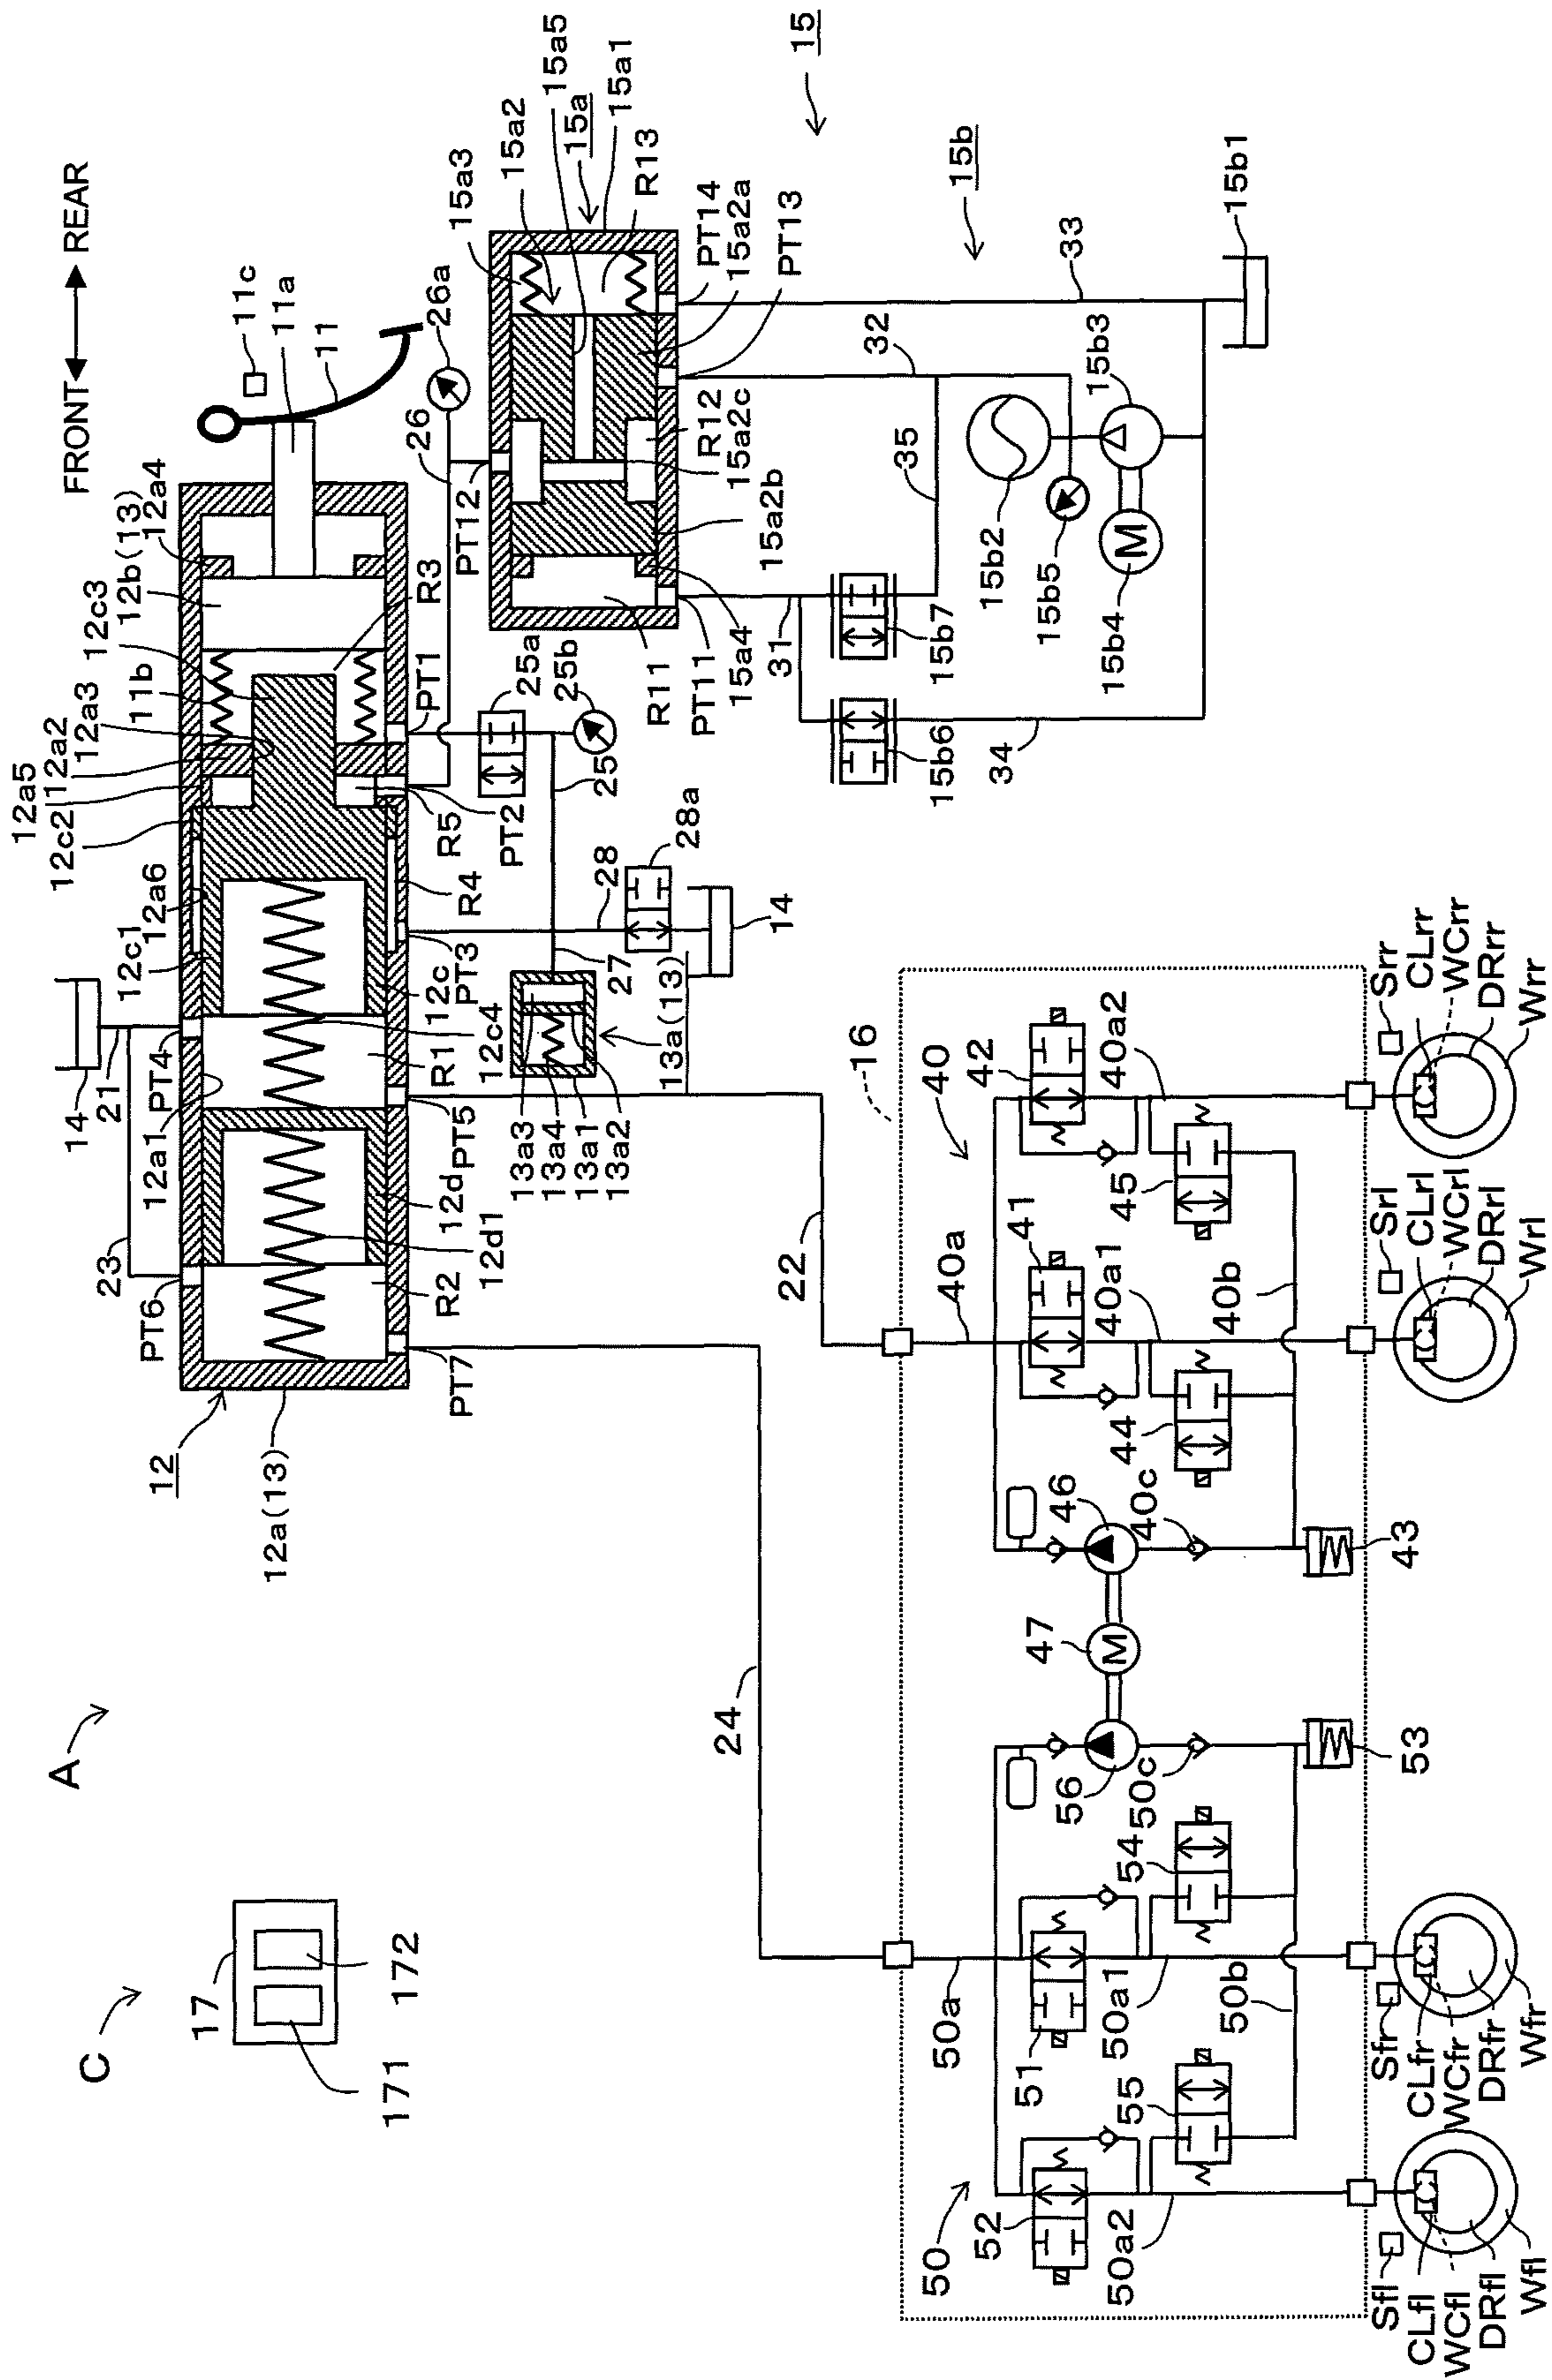 A
C
17
171
172
FRONT
REAR
11c
11a
11
12b(13)
12a4
12c3
11b
12a3
12a2
12a5
12c2
12a6
12c1
14
21
PT4
12a1
23
PT6
12
12a(13)
R3
PT1
R5
PT2
R4
PT3
12c
12c4
R1
PT5
12d
12d1
R2
PT7
26
26a
25a
25b
25
28
28a
14
27
13a(13)
13a3
13a4
13a1
13a2
15
15a5
15a
15a1
15a2
15a3
R13
PT14
15a2a
PT13
PT12
R12
15a2c
15a2b
15a4
PT11
R11
15b
15b1
33
32
35
31
34
15b2
15b3
15b5
M
15b4
15b7
15b6
22
24
16
40
42
40a2
45
40a
41
40a1
44
40b
46
40c
43
47
M
56
50c
53
50
52
50a2
55
50a
51
50a1
54
50b
Srr
CLrr
WCrr
DRrr
Wrr
Srl
CLrl
WCrl
DRrl
Wrl
Sfr
CLfr
WCfr
DRfr
Wfr
Sfl
CLfl
WCfl
DRfl
Wfl